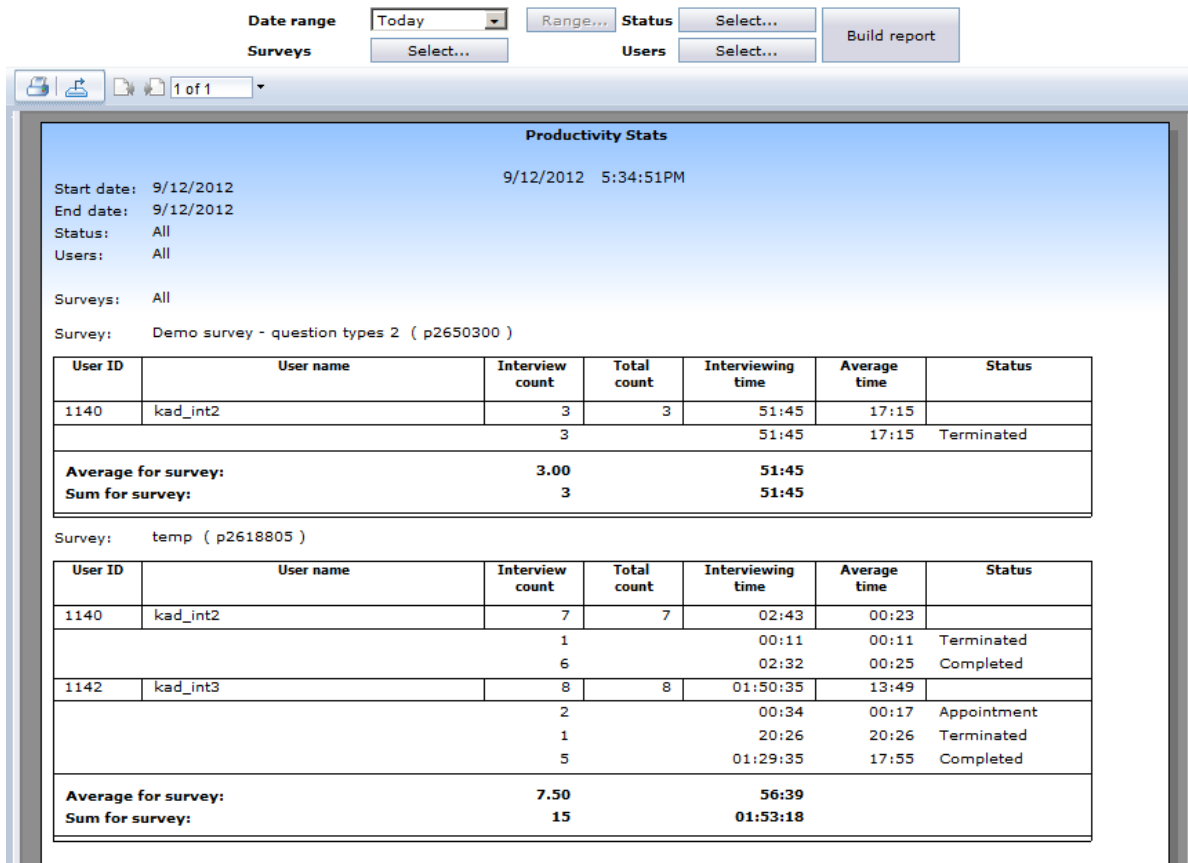 Date range Today Range... Status Select... Build report
Surveys Select... Users Select...
1 of 1
Productivity Stats
9/12/2012 5:34:51PM
Start date: 9/12/2012
End date: 9/12/2012
Status: All
Users: All
Surveys: All
Survey: Demo survey - question types 2 ( p2650300 )
User ID User name Interview count Total count Interviewing time Average time Status
1140 kad_int2 3 3 51:45 17:15
3 51:45 17:15 Terminated
Average for survey: 3.00 51:45
Sum for survey: 3 51:45
Survey: temp ( p2618805 )
User ID User name Interview count Total count Interviewing time Average time Status
1140 kad_int2 7 7 02:43 00:23
1 00:11 00:11 Terminated
6 02:32 00:25 Completed
1142 kad_int3 8 8 01:50:35 13:49
2 00:34 00:17 Appointment
1 20:26 20:26 Terminated
5 01:29:35 17:55 Completed
Average for survey: 7.50 56:39
Sum for survey: 15 01:53:18